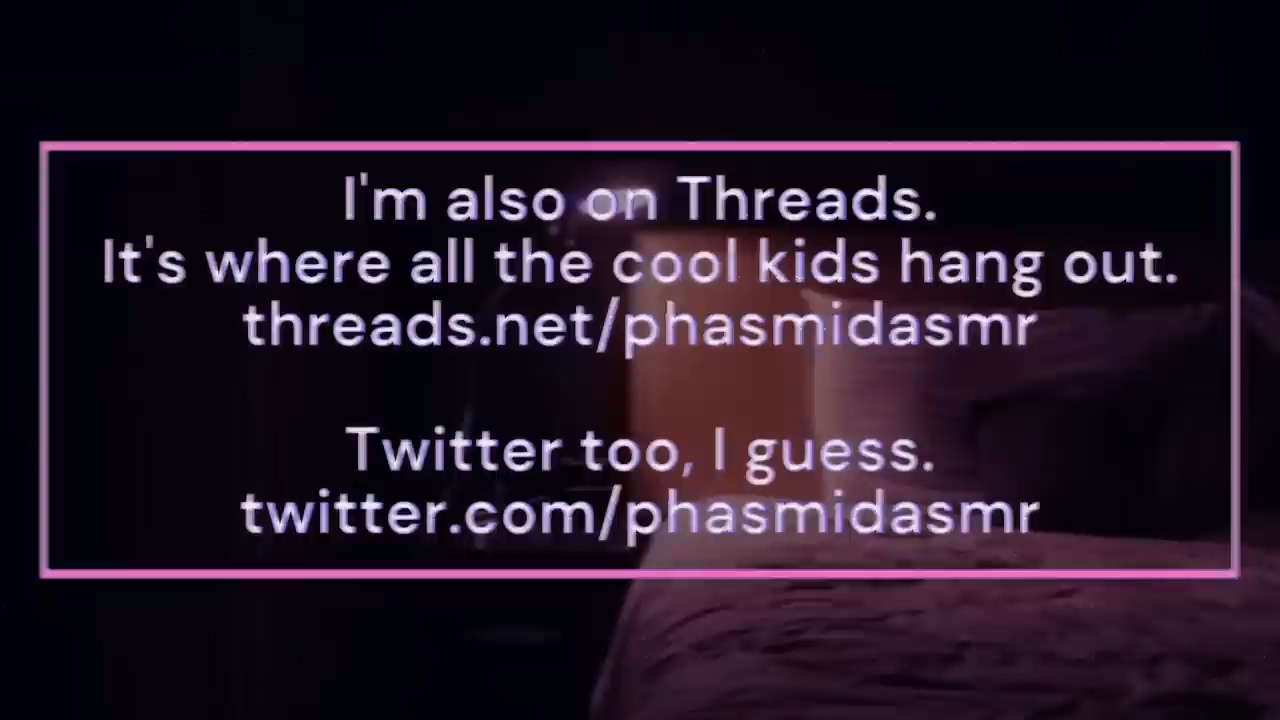 I'm also on Threads.
It's where all the cool kids hang out.
threads.net/phasmidasmr
Twitter too, I guess.
twitter.com/phasmidasmr